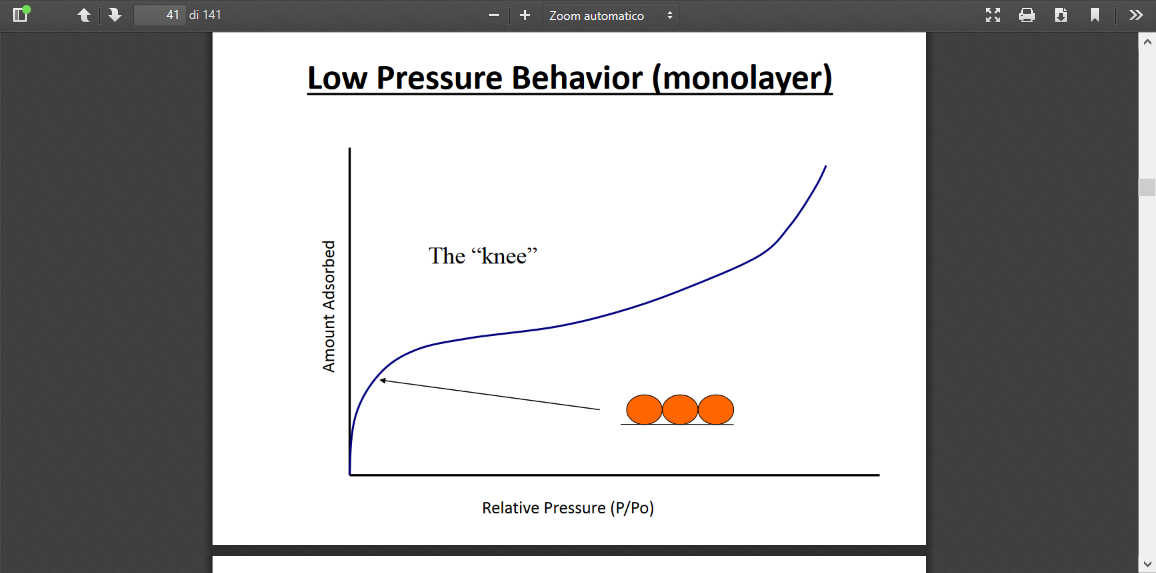 41 di 141
Zoom automatico
Low Pressure Behavior (monolayer)
The “knee”
Amount Adsorbed
Relative Pressure (P/Po)